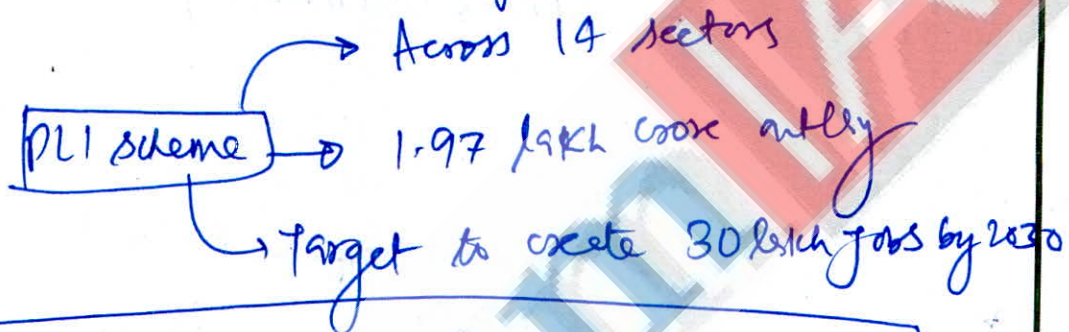 Across 14 sectors
PLI scheme
1.97 lakh crore outlay
Target to create 30 lakh jobs by 2030